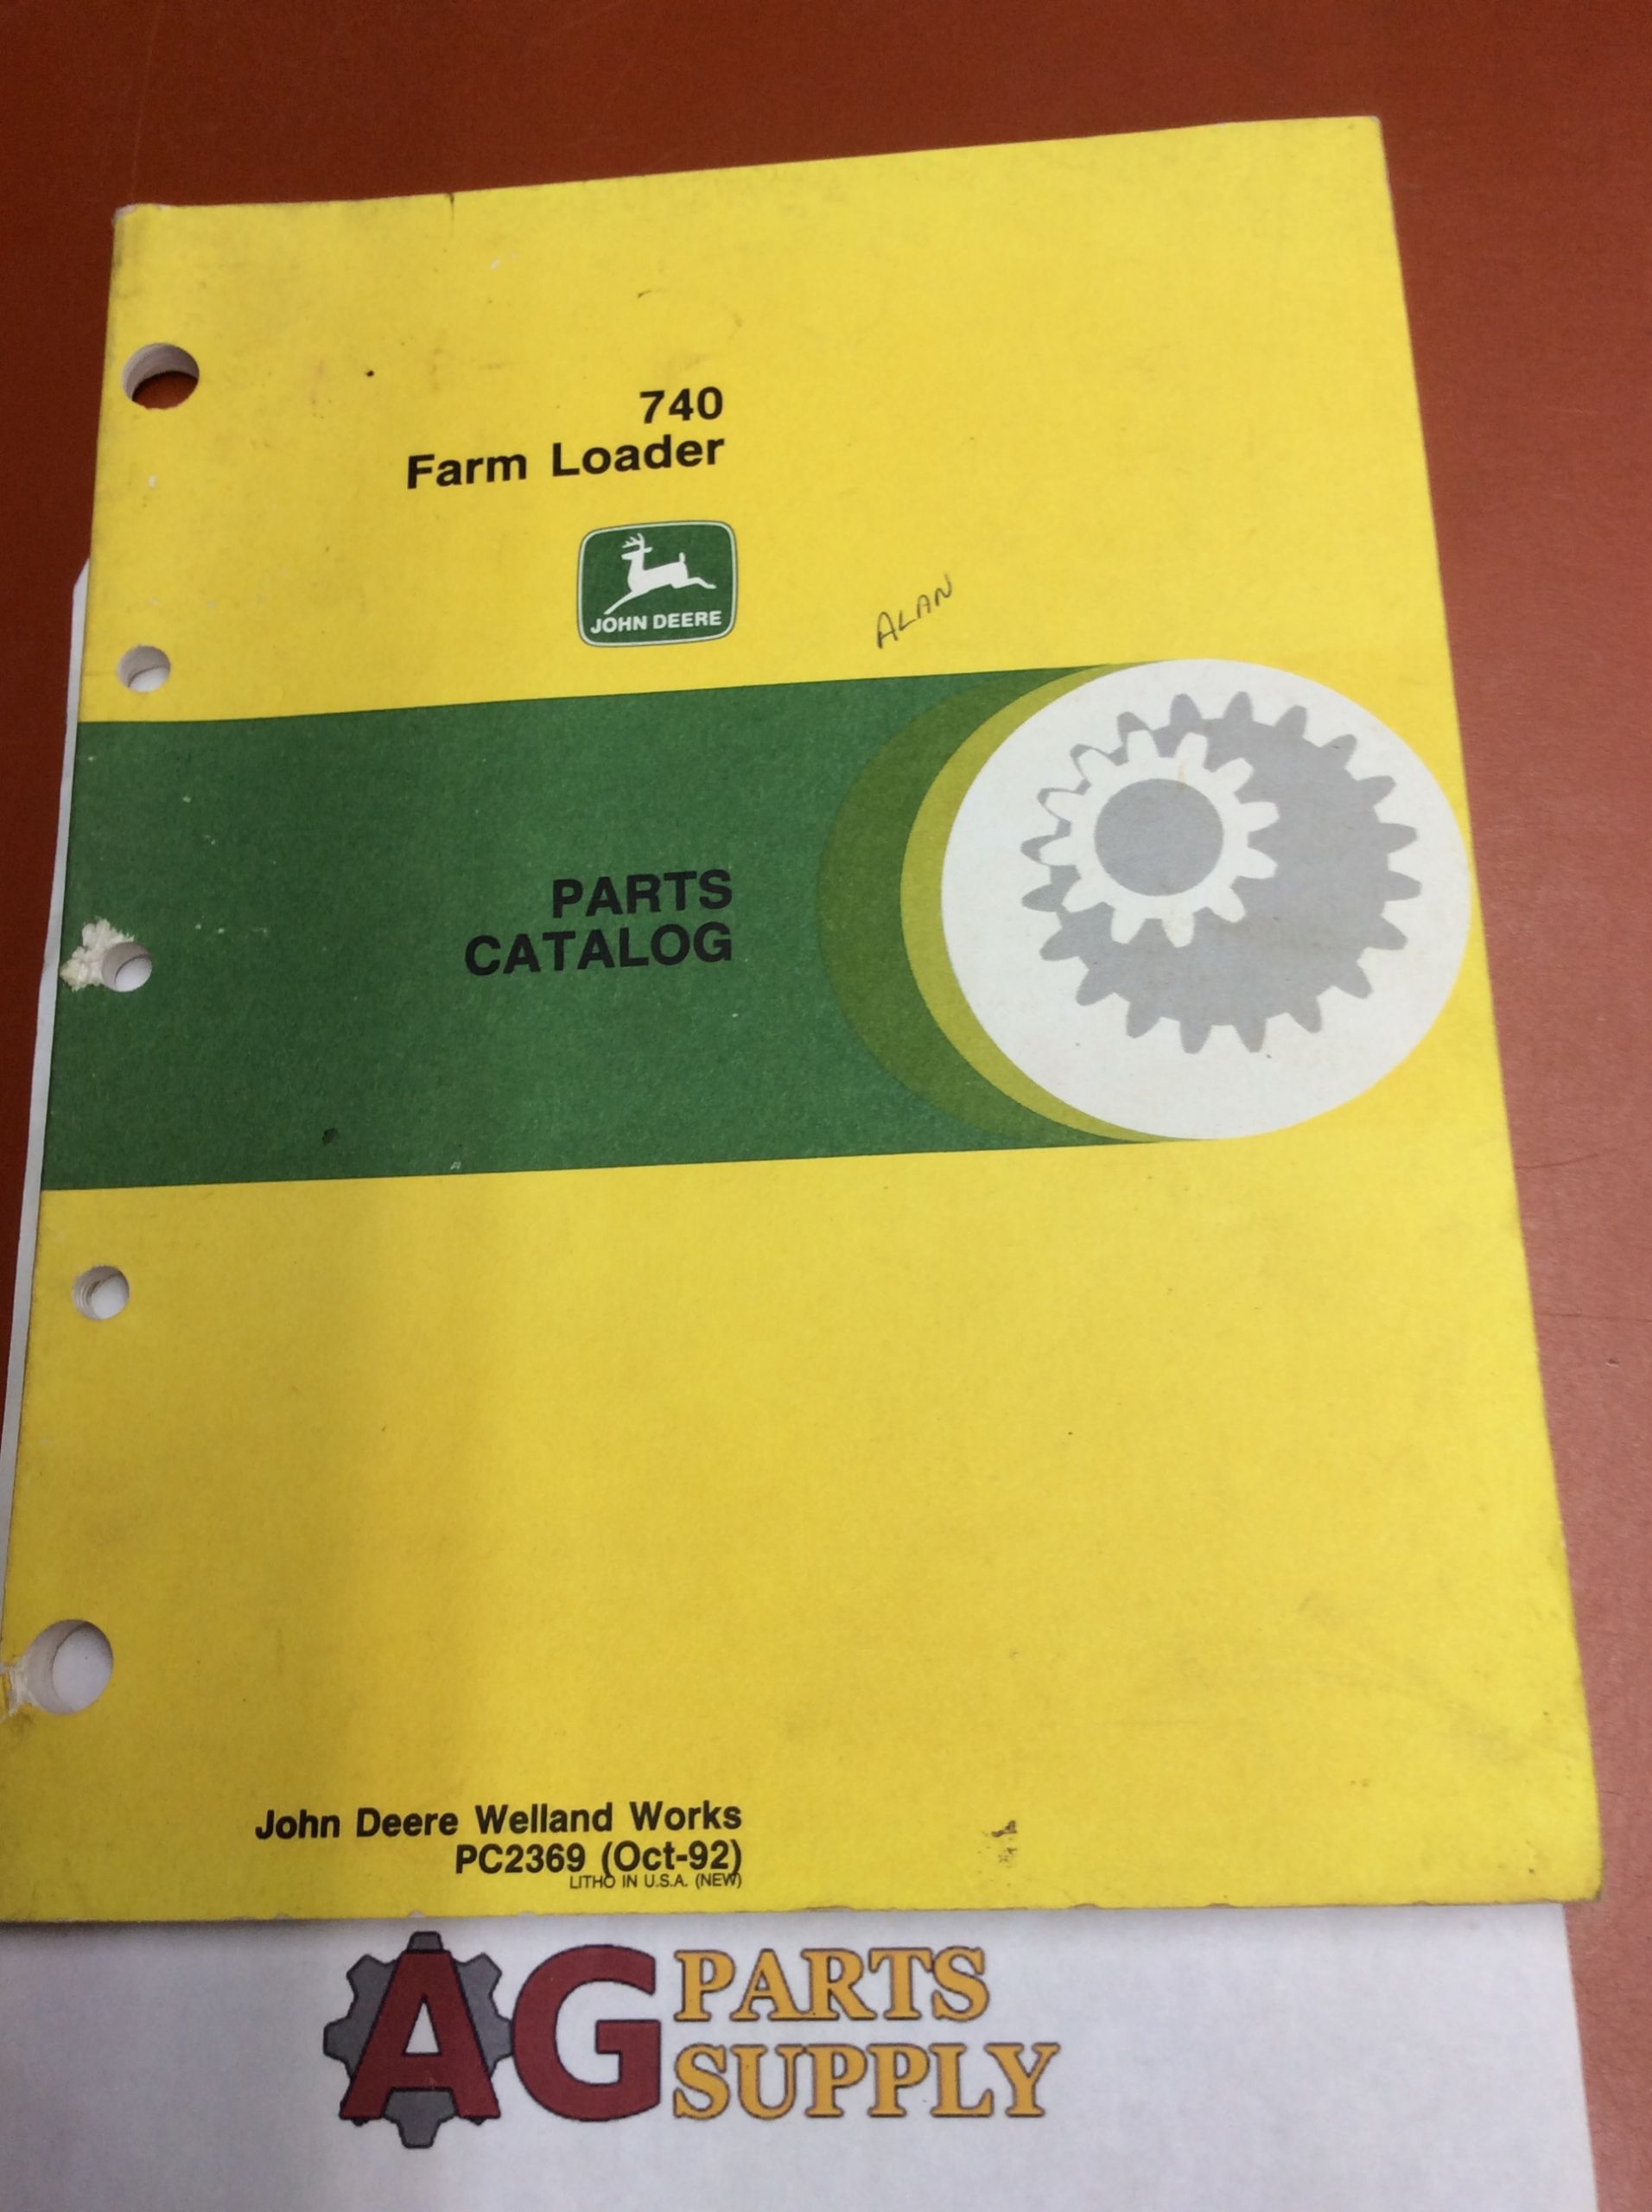 740
Farm Loader
JOHN DEERE
ALAN
PARTS
CATALOG
John Deere Welland Works
PC2369 (Oct-92)
LITHO IN U.S.A. (NEW)
AG PARTS
SUPPLY